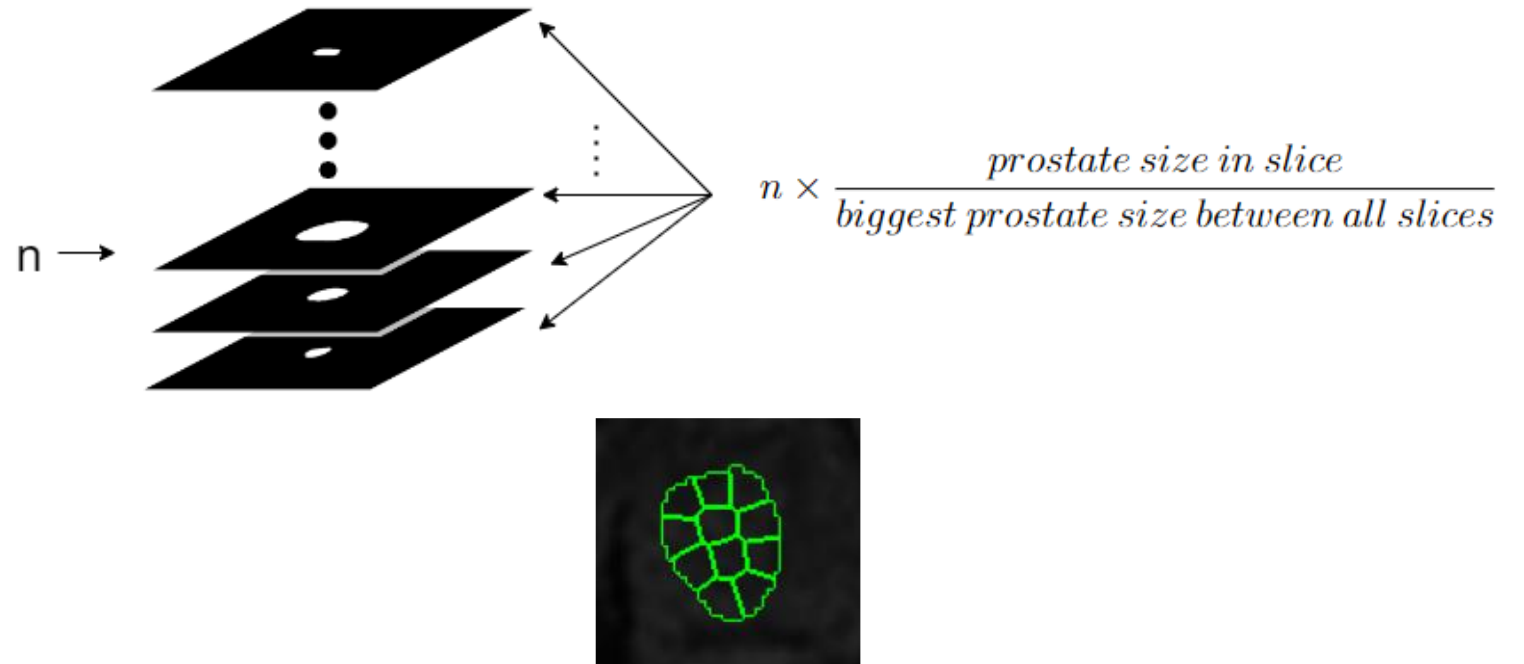 n
n × prostate size in slice
biggest prostate size between all slices